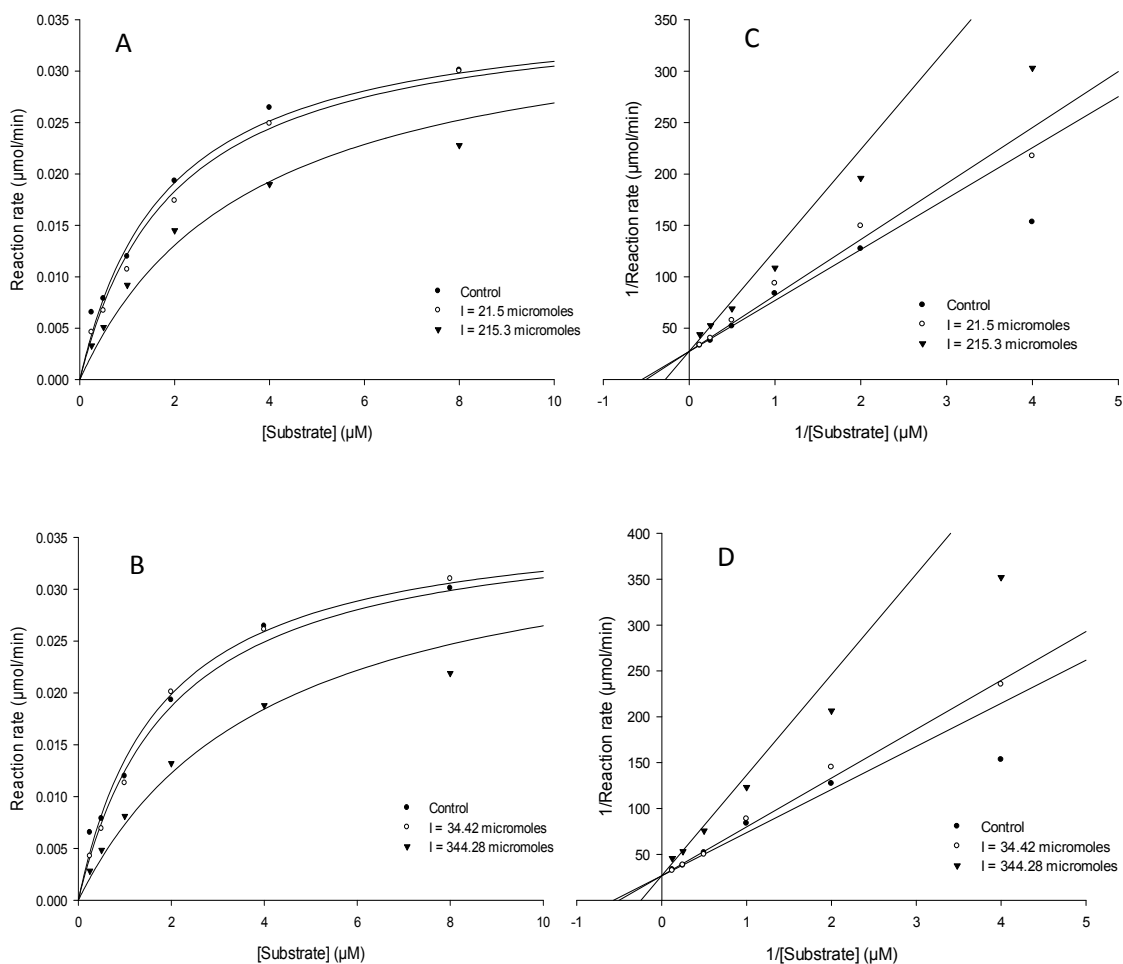 A
0.035
0.030
0.025
0.020
0.015
0.010
0.005
0.000
Reaction rate (µmol/min)
Control
I = 21.5 micromoles
I = 215.3 micromoles
0 2 4 6 8 10
[Substrate] (µM)
C
350
300
250
200
150
100
50
1/Reaction rate (µmol/min)
Control
I = 21.5 micromoles
I = 215.3 micromoles
-1 0 1 2 3 4 5
1/[Substrate] (µM)
B
0.035
0.030
0.025
0.020
0.015
0.010
0.005
0.000
Reaction rate (µmol/min)
Control
I = 34.42 micromoles
I = 344.28 micromoles
0 2 4 6 8 10
[Substrate] (µM)
D
400
350
300
250
200
150
100
50
1/Reaction rate (µmol/min)
Control
I = 34.42 micromoles
I = 344.28 micromoles
-1 0 1 2 3 4 5
1/[Substrate] (µM)